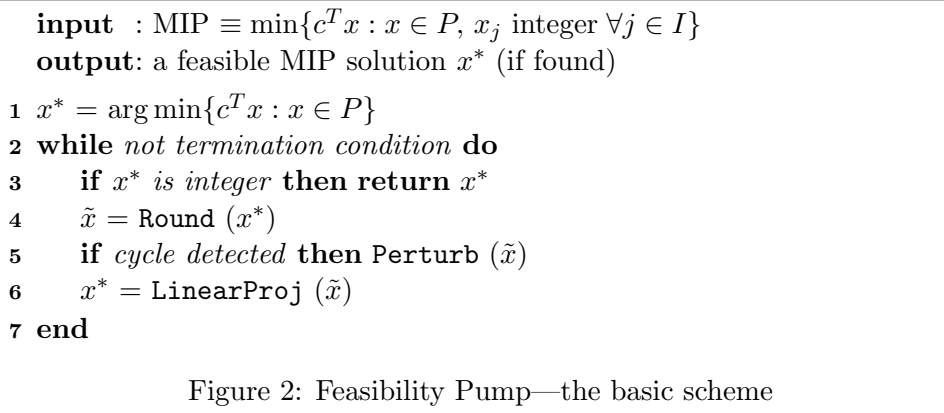 input : MIP ≡ min{c^T x : x ∈ P, x_j integer ∀j ∈ I}
output: a feasible MIP solution x* (if found)
1 x* = arg min{c^T x : x ∈ P}
2 while not termination condition do
3 if x* is integer then return x*
4 x̃ = Round (x*)
5 if cycle detected then Perturb (x̃)
6 x* = LinearProj (x̃)
7 end
Figure 2: Feasibility Pump—the basic scheme